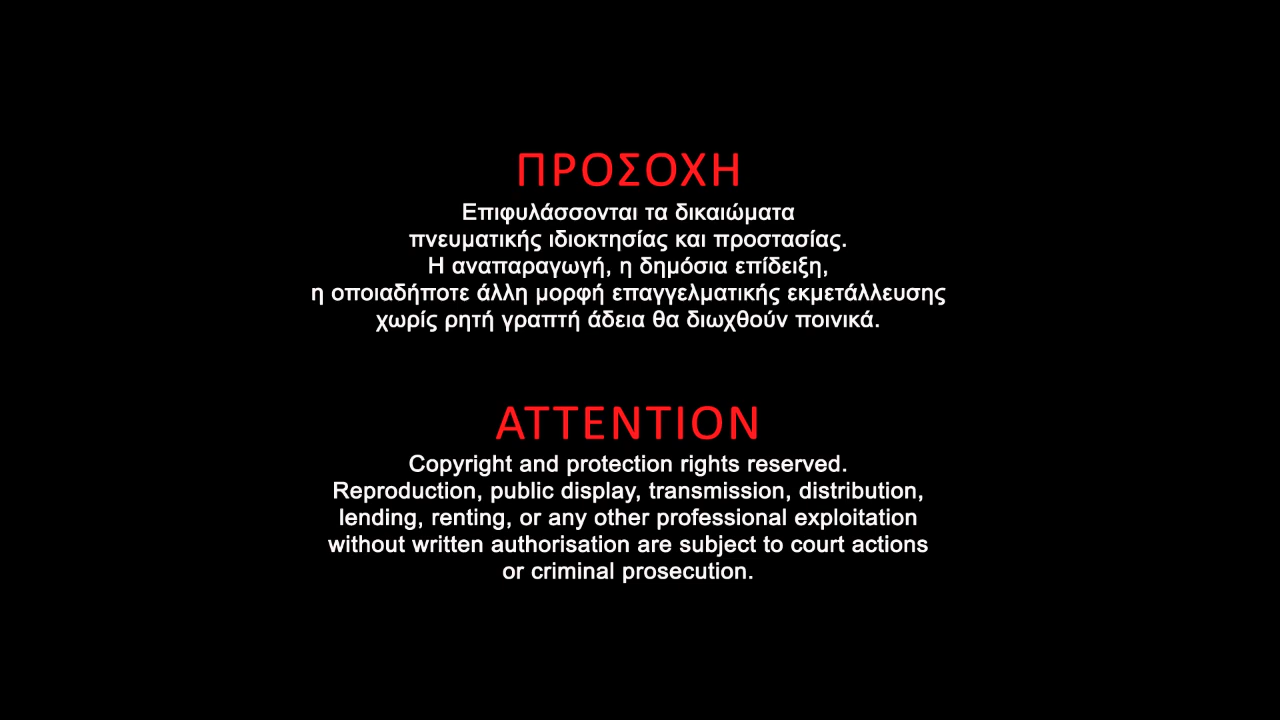 ΠΡΟΣΟΧΗ
Επιφυλάσσονται τα δικαιώματα
πνευματικής ιδιοκτησίας και προστασίας.
Η αναπαραγωγή, η δημόσια επίδειξη,
η οποιαδήποτε άλλη μορφή επαγγελματικής εκμετάλλευσης
χωρίς ρητή γραπτή άδεια θα διωχθούν ποινικά.
ATTENTION
Copyright and protection rights reserved.
Reproduction, public display, transmission, distribution,
lending, renting, or any other professional exploitation
without written authorisation are subject to court actions
or criminal prosecution.